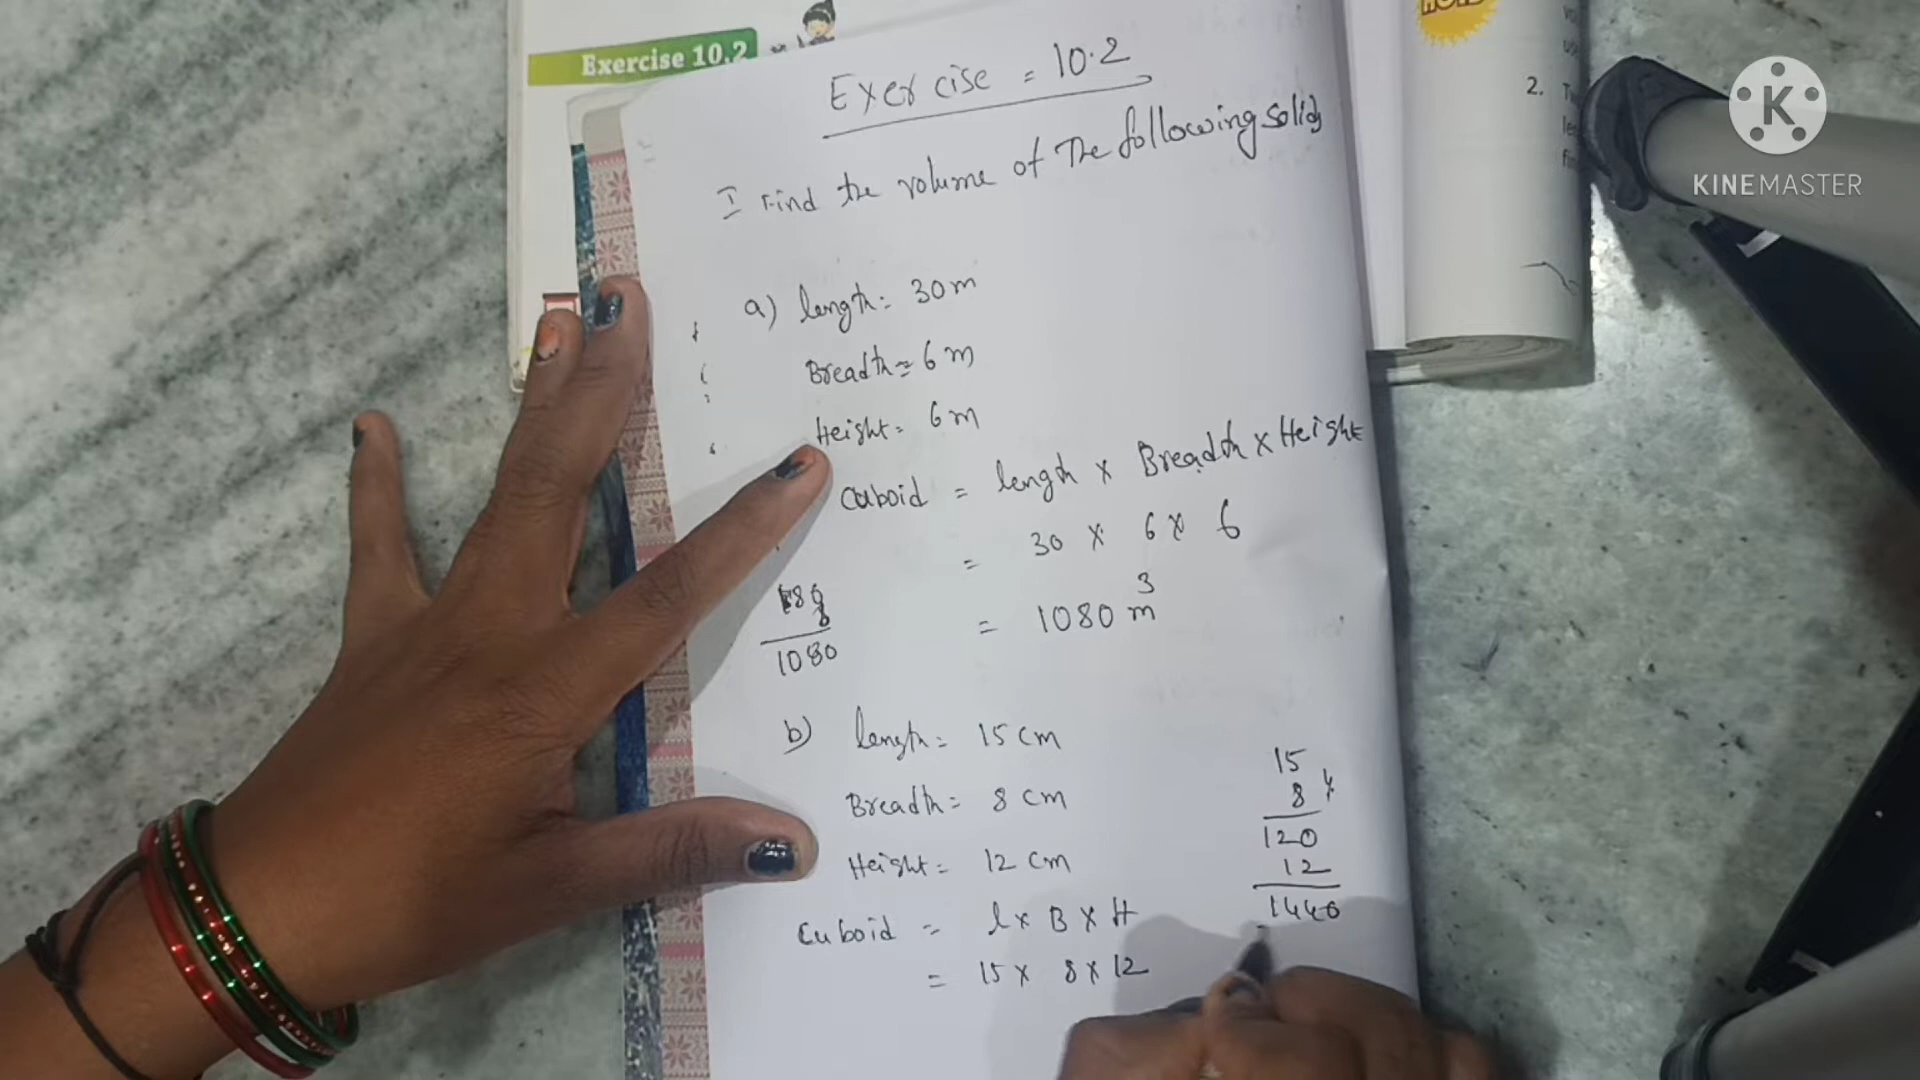 Exercise 10.2
Exercise = 10.2
I Find the volume of The following solids
a) length = 30 m
Breadth = 6 m
Height = 6 m
Cuboid = length x Breadth x Height
= 30 x 6 x 6
= 1080 m³
1080
b) length = 15 cm
Breadth = 8 cm
Height = 12 cm
Cuboid = l x B x H
= 15 x 8 x 12
15
8 x
120
12
1440
2.
KINEMASTER